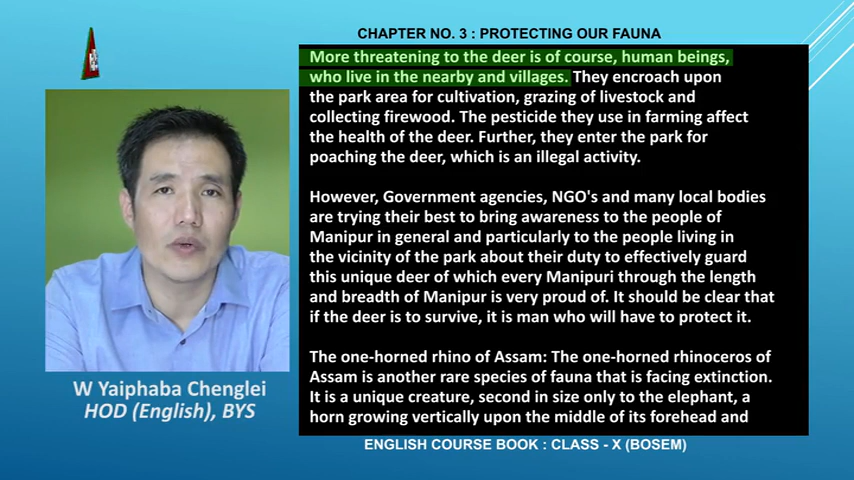 CHAPTER NO. 3 : PROTECTING OUR FAUNA
More threatening to the deer is of course, human beings,
who live in the nearby and villages. They encroach upon
the park area for cultivation, grazing of livestock and
collecting firewood. The pesticide they use in farming affect
the health of the deer. Further, they enter the park for
poaching the deer, which is an illegal activity.
However, Government agencies, NGO's and many local bodies
are trying their best to bring awareness to the people of
Manipur in general and particularly to the people living in
the vicinity of the park about their duty to effectively guard
this unique deer of which every Manipuri through the length
and breadth of Manipur is very proud of. It should be clear that
if the deer is to survive, it is man who will have to protect it.
The one-horned rhino of Assam: The one-horned rhinoceros of
Assam is another rare species of fauna that is facing extinction.
It is a unique creature, second in size only to the elephant, a
horn growing vertically upon the middle of its forehead and
W Yaiphaba Chenglei
HOD (English), BYS
ENGLISH COURSE BOOK : CLASS - X (BOSEM)